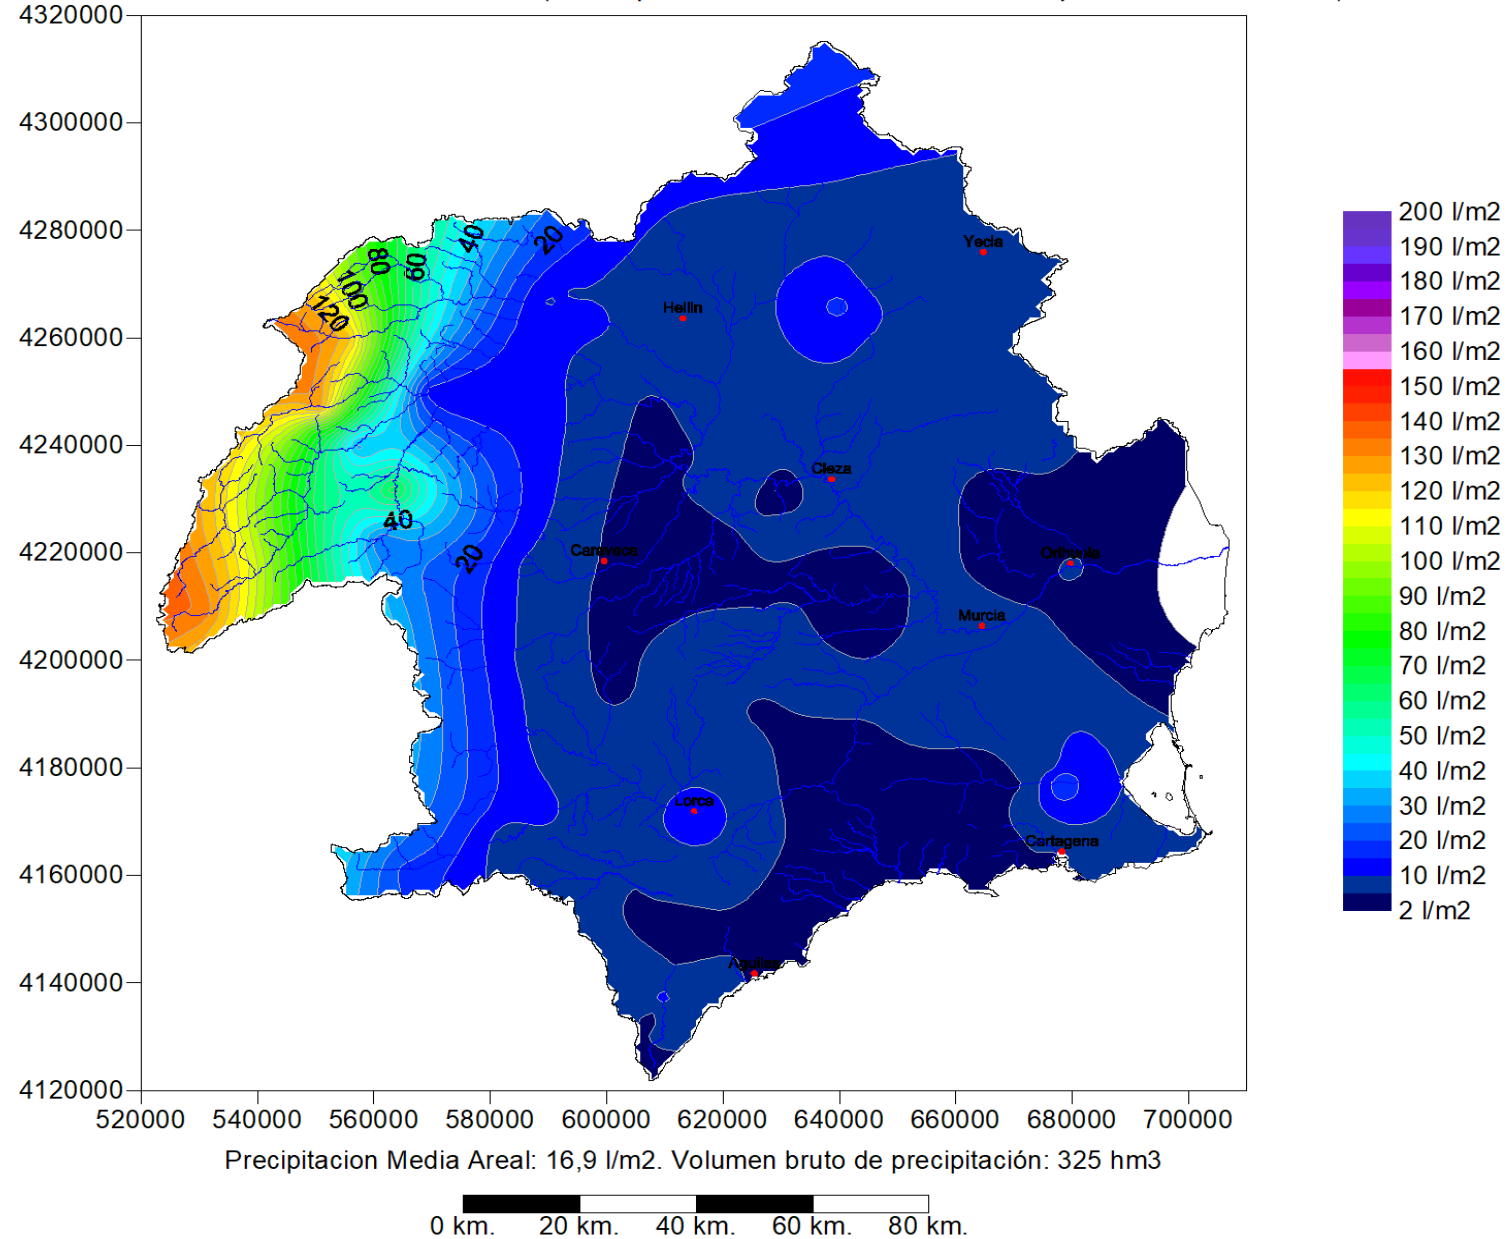 4320000
4300000
4280000
4260000
4240000
4220000
4200000
4180000
4160000
4140000
4120000
520000 540000 560000 580000 600000 620000 640000 660000 680000 700000
40
20
80
60
100
120
40
20
Yecla
Hellin
Cieza
Caravaca
Orihuela
Murcia
Lorca
Cartagena
Aguilas
200 l/m2
190 l/m2
180 l/m2
170 l/m2
160 l/m2
150 l/m2
140 l/m2
130 l/m2
120 l/m2
110 l/m2
100 l/m2
90 l/m2
80 l/m2
70 l/m2
60 l/m2
50 l/m2
40 l/m2
30 l/m2
20 l/m2
10 l/m2
2 l/m2
Precipitacion Media Areal: 16,9 l/m2. Volumen bruto de precipitación: 325 hm3
0 km. 20 km. 40 km. 60 km. 80 km.